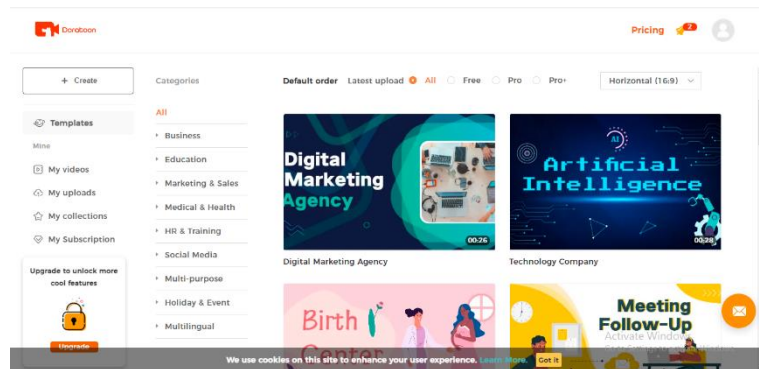 Doratoon
Pricing
2
+ Create
Templates
Mine
My videos
My uploads
My collections
My Subscription
Upgrade to unlock more
cool features
Upgrade
Categories
All
Business
Education
Marketing & Sales
Medical & Health
HR & Training
Social Media
Multi-purpose
Holiday & Event
Multilingual
Default order Latest upload All Free Pro Pro+ Horizontal (16:9)
Digital
Marketing
Agency
00:26
Digital Marketing Agency
AI
Artificial
Intelligence
00:28
Technology Company
Birth
Center
Meeting
Follow-Up
Activate Windows
We use cookies on this site to enhance your user experience. Learn More. Got it